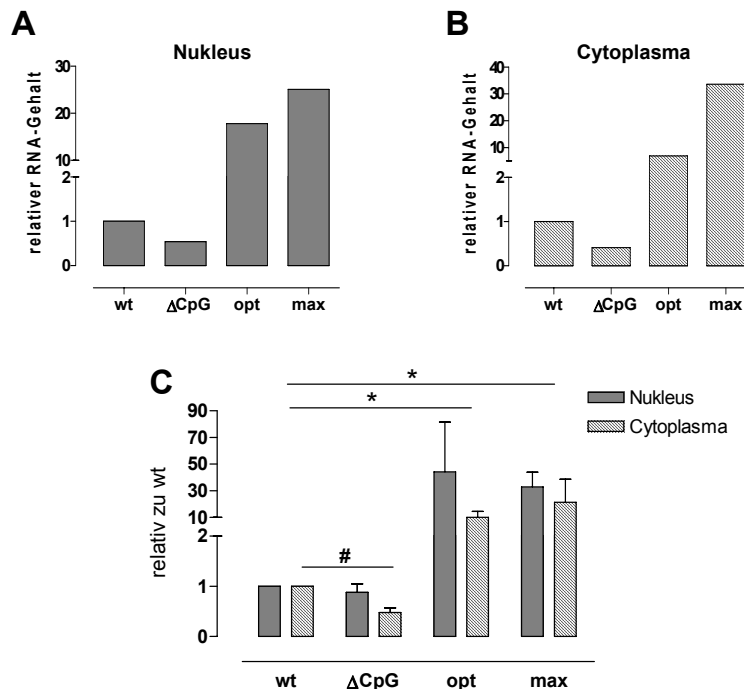 A
Nukleus
relativer RNA-Gehalt
30
20
10
2
1
0
wt ΔCpG opt max
B
Cytoplasma
relativer RNA-Gehalt
40
30
20
10
2
1
0
wt ΔCpG opt max
C
*
*
#
Nukleus
Cytoplasma
relativ zu wt
90
70
50
30
10
2
1
0
wt ΔCpG opt max